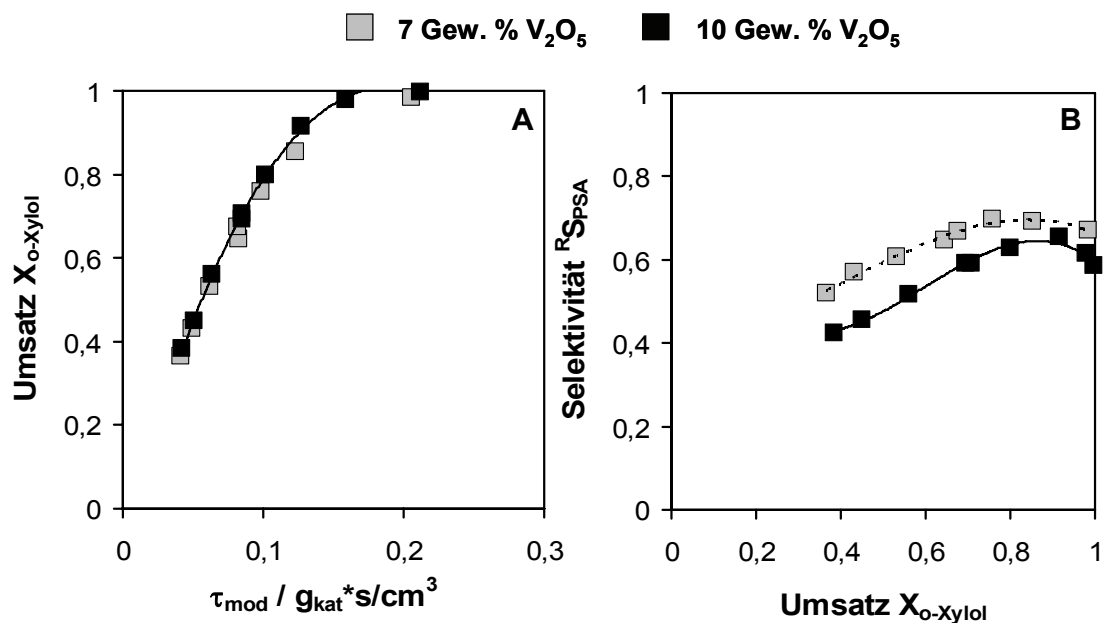 7 Gew. % V₂O₅ 10 Gew. % V₂O₅
A
Umsatz X₀₋Xylol
1
0,8
0,6
0,4
0,2
0
0 0,1 0,2 0,3
τmod / gkat*s/cm³
B
Selektivität ᴿSPSA
1
0,8
0,6
0,4
0,2
0
0 0,2 0,4 0,6 0,8 1
Umsatz Xo-Xylol